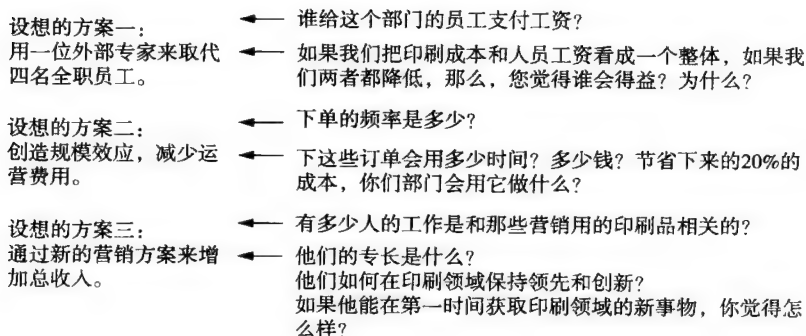 设想的方案一:
用一位外部专家来取代
四名全职员工。
谁给这个部门的员工支付工资?
如果我们把印刷成本和人员工资看成一个整体,如果我
们两者都降低,那么,您觉得谁会得益?为什么?
设想的方案二:
创造规模效应,减少运
营费用。
下单的频率是多少?
下这些订单会用多少时间?多少钱?节省下来的20%的
成本,你们部门会用它做什么?
设想的方案三:
通过新的营销方案来增
加总收入。
有多少人的工作是和那些营销用的印刷品相关的?
他们的专长是什么?
他们如何在印刷领域保持领先和创新?
如果他能在第一时间获取印刷领域的新事物,你觉得怎
么样?